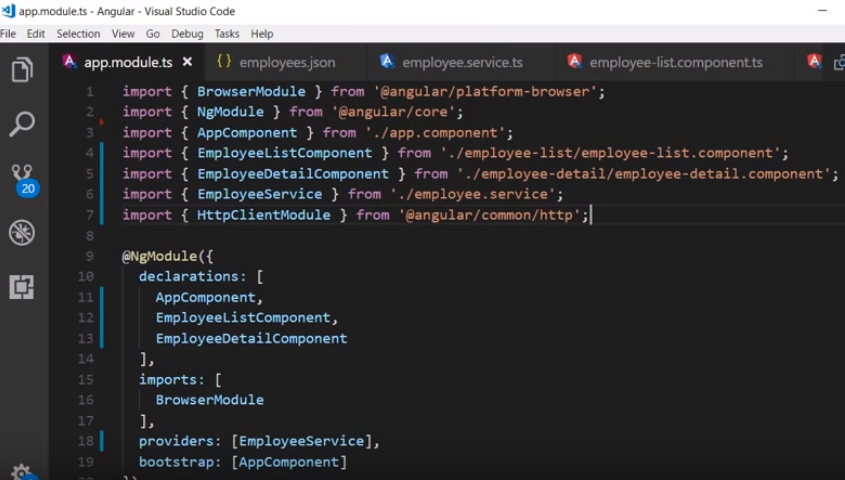 app.module.ts - Angular - Visual Studio Code
File Edit Selection View Go Debug Tasks Help
app.module.ts × {} employees.json employee.service.ts employee-list.component.ts
1 import { BrowserModule } from '@angular/platform-browser';
2 import { NgModule } from '@angular/core';
3 import { AppComponent } from './app.component';
4 import { EmployeeListComponent } from './employee-list/employee-list.component';
5 import { EmployeeDetailComponent } from './employee-detail/employee-detail.component';
6 import { EmployeeService } from './employee.service';
7 import { HttpClientModule } from '@angular/common/http';
8
9 @NgModule({
10 declarations: [
11 AppComponent,
12 EmployeeListComponent,
13 EmployeeDetailComponent
14 ],
15 imports: [
16 BrowserModule
17 ],
18 providers: [EmployeeService],
19 bootstrap: [AppComponent]
20